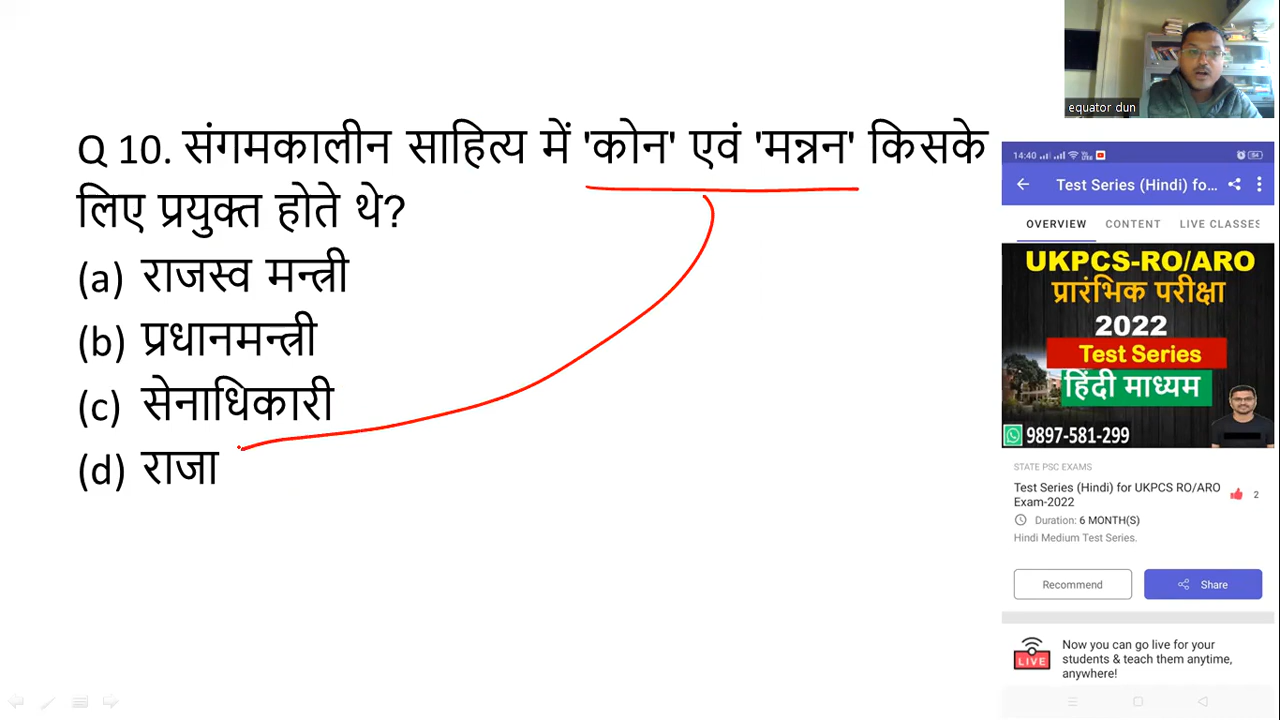 Q 10. संगमकालीन साहित्य में 'कोन' एवं 'मन्नन' किसके
लिए प्रयुक्त होते थे?
(a) राजस्व मन्त्री
(b) प्रधानमन्त्री
(c) सेनाधिकारी
(d) राजा
equator dun
14:40
54
Test Series (Hindi) fo...
OVERVIEW CONTENT LIVE CLASSES
UKPCS-RO/ARO
प्रारंभिक परीक्षा
2022
Test Series
हिंदी माध्यम
9897-581-299
STATE PSC EXAMS
Test Series (Hindi) for UKPCS RO/ARO
Exam-2022
2
Duration: 6 MONTH(S)
Hindi Medium Test Series.
Recommend Share
LIVE
Now you can go live for your
students & teach them anytime,
anywhere!